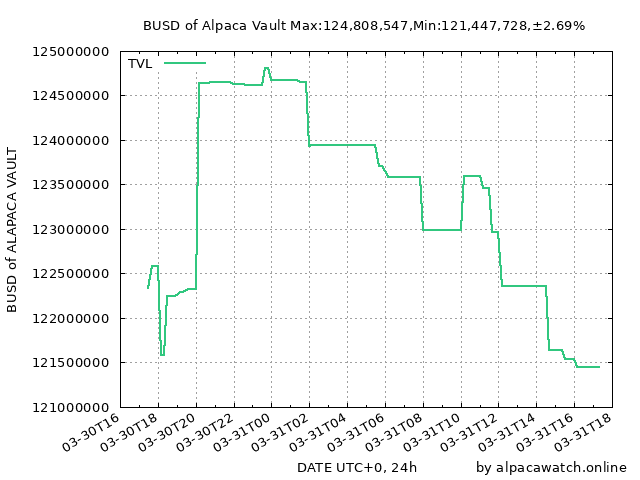 BUSD of Alpaca Vault Max:124,808,547,Min:121,447,728,±2.69%
TVL
125000000
124500000
124000000
123500000
123000000
122500000
122000000
121500000
121000000
BUSD of ALAPACA VAULT
03-30T16
03-30T18
03-30T20
03-30T22
03-31T00
03-31T02
03-31T04
03-31T06
03-31T08
03-31T10
03-31T12
03-31T14
03-31T16
03-31T18
DATE UTC+0, 24h
by alpacawatch.online